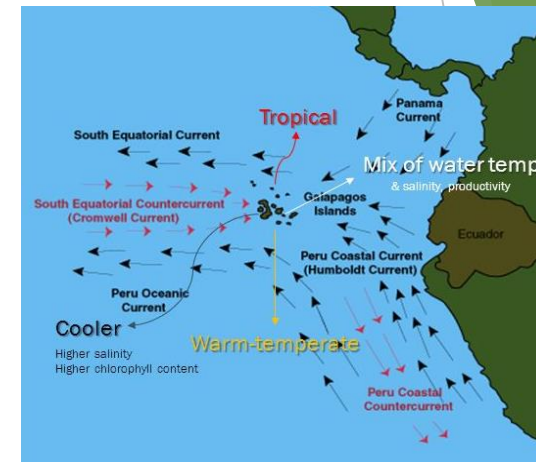 Panama
Current
Tropical
South Equatorial Current
Mix of water temp
& salinity, productivity
South Equatorial Countercurrent
(Cromwell Current)
Galapagos
Islands
Ecuador
Peru Coastal Current
(Humboldt Current)
Peru Oceanic
Current
Cooler
Higher salinity
Higher chlorophyll content
Warm-temperate
Peru Coastal
Countercurrent